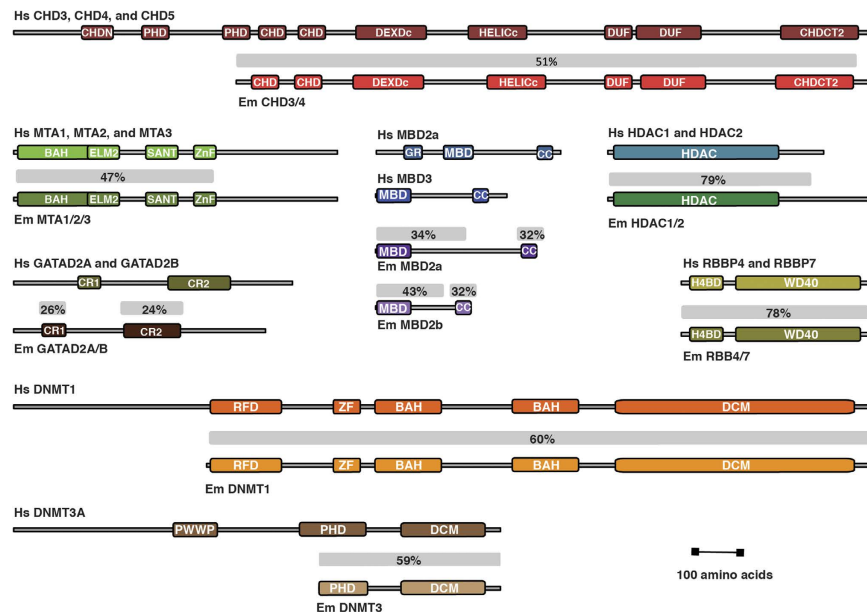 Hs CHD3, CHD4, and CHD5
CHDN PHD PHD CHD CHD DEXDc HELICc DUF DUF CHDCT2
51%
CHD CHD DEXDc HELICc DUF DUF CHDCT2
Em CHD3/4
Hs MTA1, MTA2, and MTA3
BAH ELM2 SANT ZnF
47%
BAH ELM2 SANT ZnF
Em MTA1/2/3
Hs MBD2a
GR MBD CC
Hs MBD3
MBD CC
34% 32%
MBD CC
Em MBD2a
43% 32%
MBD CC
Em MBD2b
Hs HDAC1 and HDAC2
HDAC
79%
HDAC
Em HDAC1/2
Hs GATAD2A and GATAD2B
CR1 CR2
26% 24%
CR1 CR2
Em GATAD2A/B
Hs RBBP4 and RBBP7
H4BD WD40
78%
H4BD WD40
Em RBB4/7
Hs DNMT1
RFD ZF BAH BAH DCM
60%
RFD ZF BAH BAH DCM
Em DNMT1
Hs DNMT3A
PWWP PHD DCM
59%
PHD DCM
Em DNMT3
100 amino acids